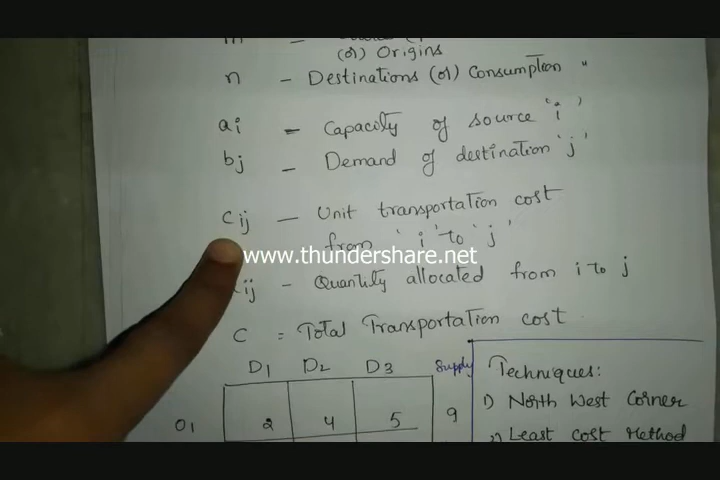 (or) Origins
n - Destinations (or) Consumption "
ai - Capacity of source 'i'
bj - Demand of destination 'j'
Cij - Unit transportation cost
from 'i' to 'j'
www.thundershare.net
ij - Quantity allocated from i to j
C = Total Transportation cost
D1 D2 D3 Supply
O1 2 4 5 9
Techniques:
1) North West Corner
2) Least cost Method